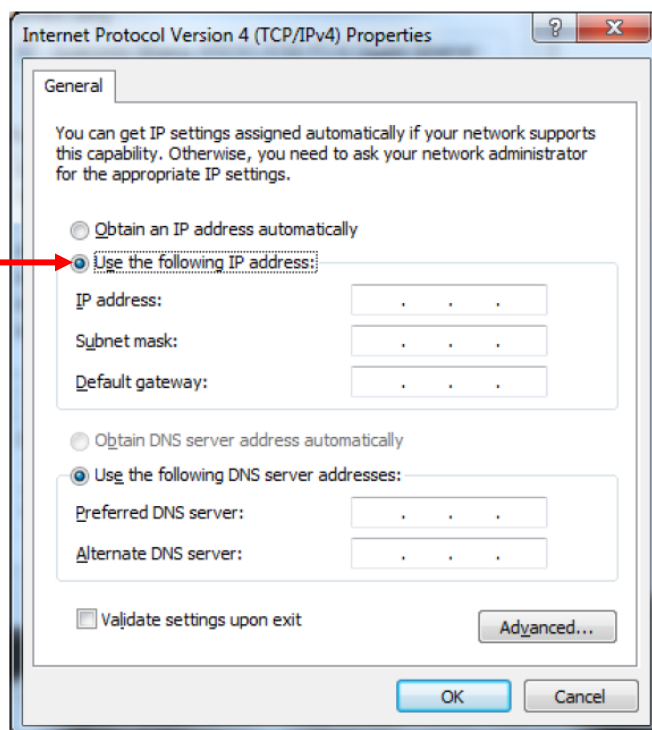 Internet Protocol Version 4 (TCP/IPv4) Properties
?
X
General
You can get IP settings assigned automatically if your network supports
this capability. Otherwise, you need to ask your network administrator
for the appropriate IP settings.
Obtain an IP address automatically
Use the following IP address:
IP address: . . .
Subnet mask: . . .
Default gateway: . . .
Obtain DNS server address automatically
Use the following DNS server addresses:
Preferred DNS server: . . .
Alternate DNS server: . . .
Validate settings upon exit
Advanced...
OK Cancel